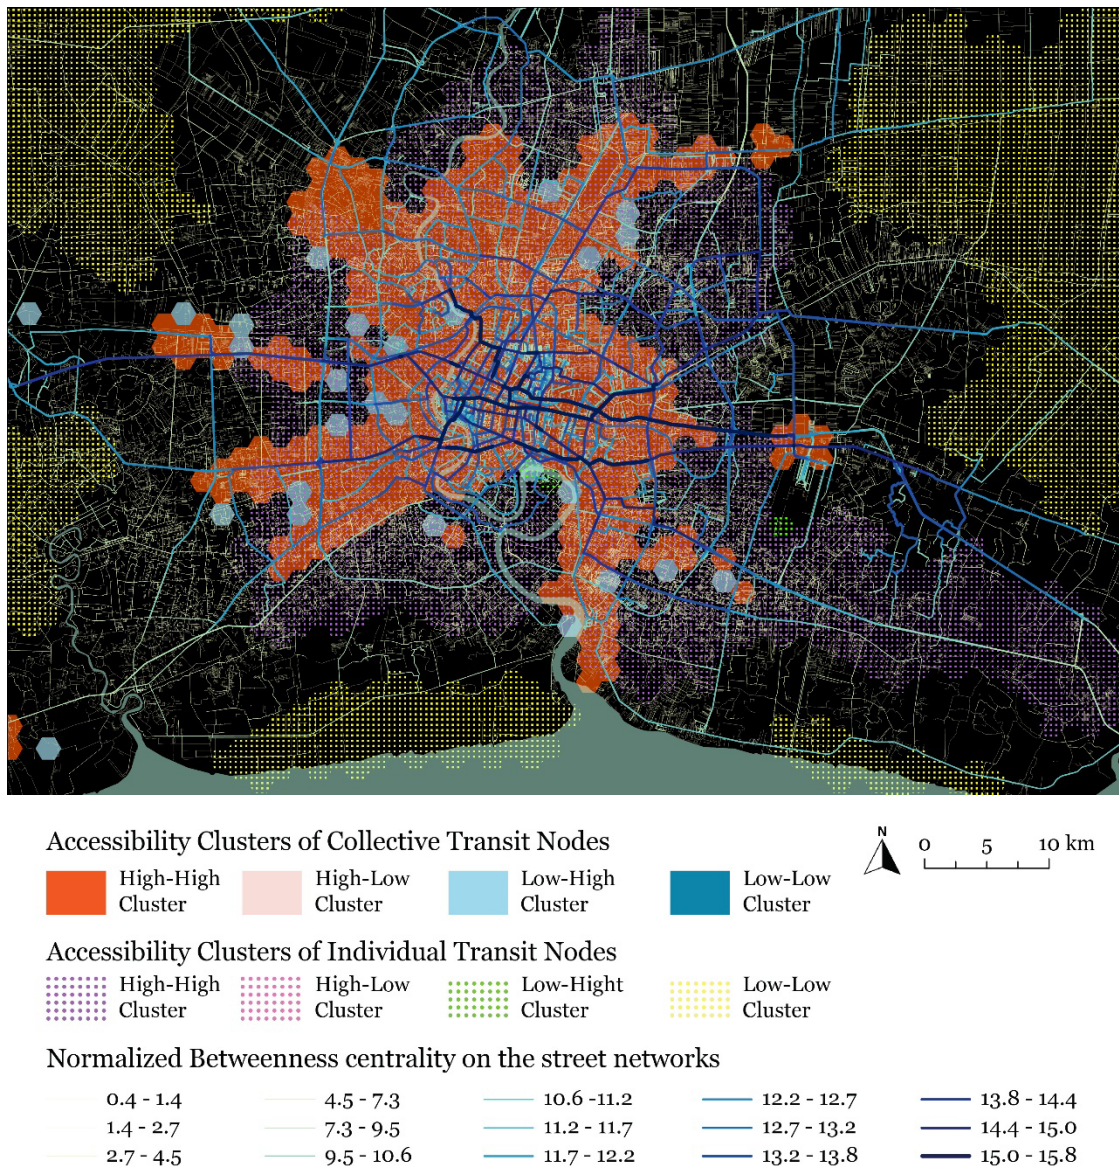 Accessibility Clusters of Collective Transit Nodes
N
0 5 10 km
High-High
Cluster
High-Low
Cluster
Low-High
Cluster
Low-Low
Cluster
Accessibility Clusters of Individual Transit Nodes
High-High
Cluster
High-Low
Cluster
Low-Hight
Cluster
Low-Low
Cluster
Normalized Betweenness centrality on the street networks
0.4 - 1.4
4.5 - 7.3
10.6 -11.2
12.2 - 12.7
13.8 - 14.4
1.4 - 2.7
7.3 - 9.5
11.2 - 11.7
12.7 - 13.2
14.4 - 15.0
2.7 - 4.5
9.5 - 10.6
11.7 - 12.2
13.2 - 13.8
15.0 - 15.8